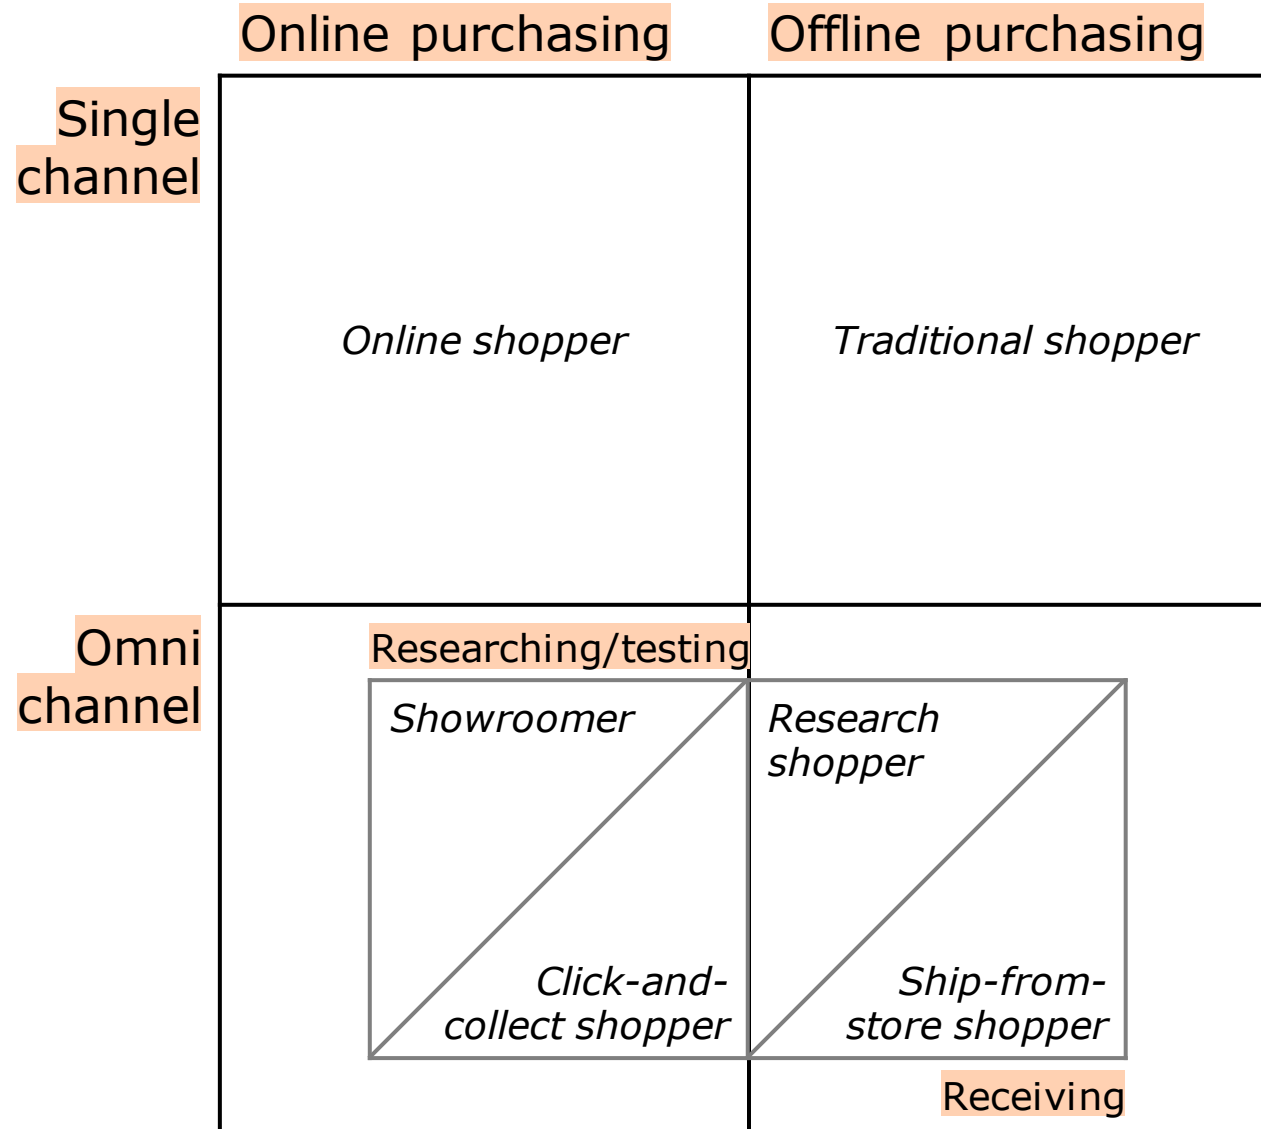 Online purchasing
Offline purchasing
Single
channel
Online shopper
Traditional shopper
Omni
channel
Researching/testing
Showroomer
Research
shopper
Click-and-
collect shopper
Ship-from-
store shopper
Receiving